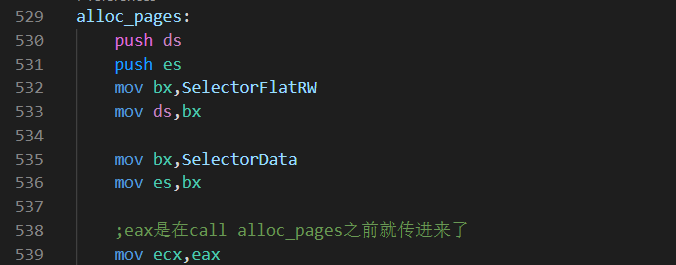 529 alloc_pages:
530 push ds
531 push es
532 mov bx,SelectorFlatRW
533 mov ds,bx
534
535 mov bx,SelectorData
536 mov es,bx
537
538 ;eax是在call alloc_pages之前就传进来了
539 mov ecx,eax